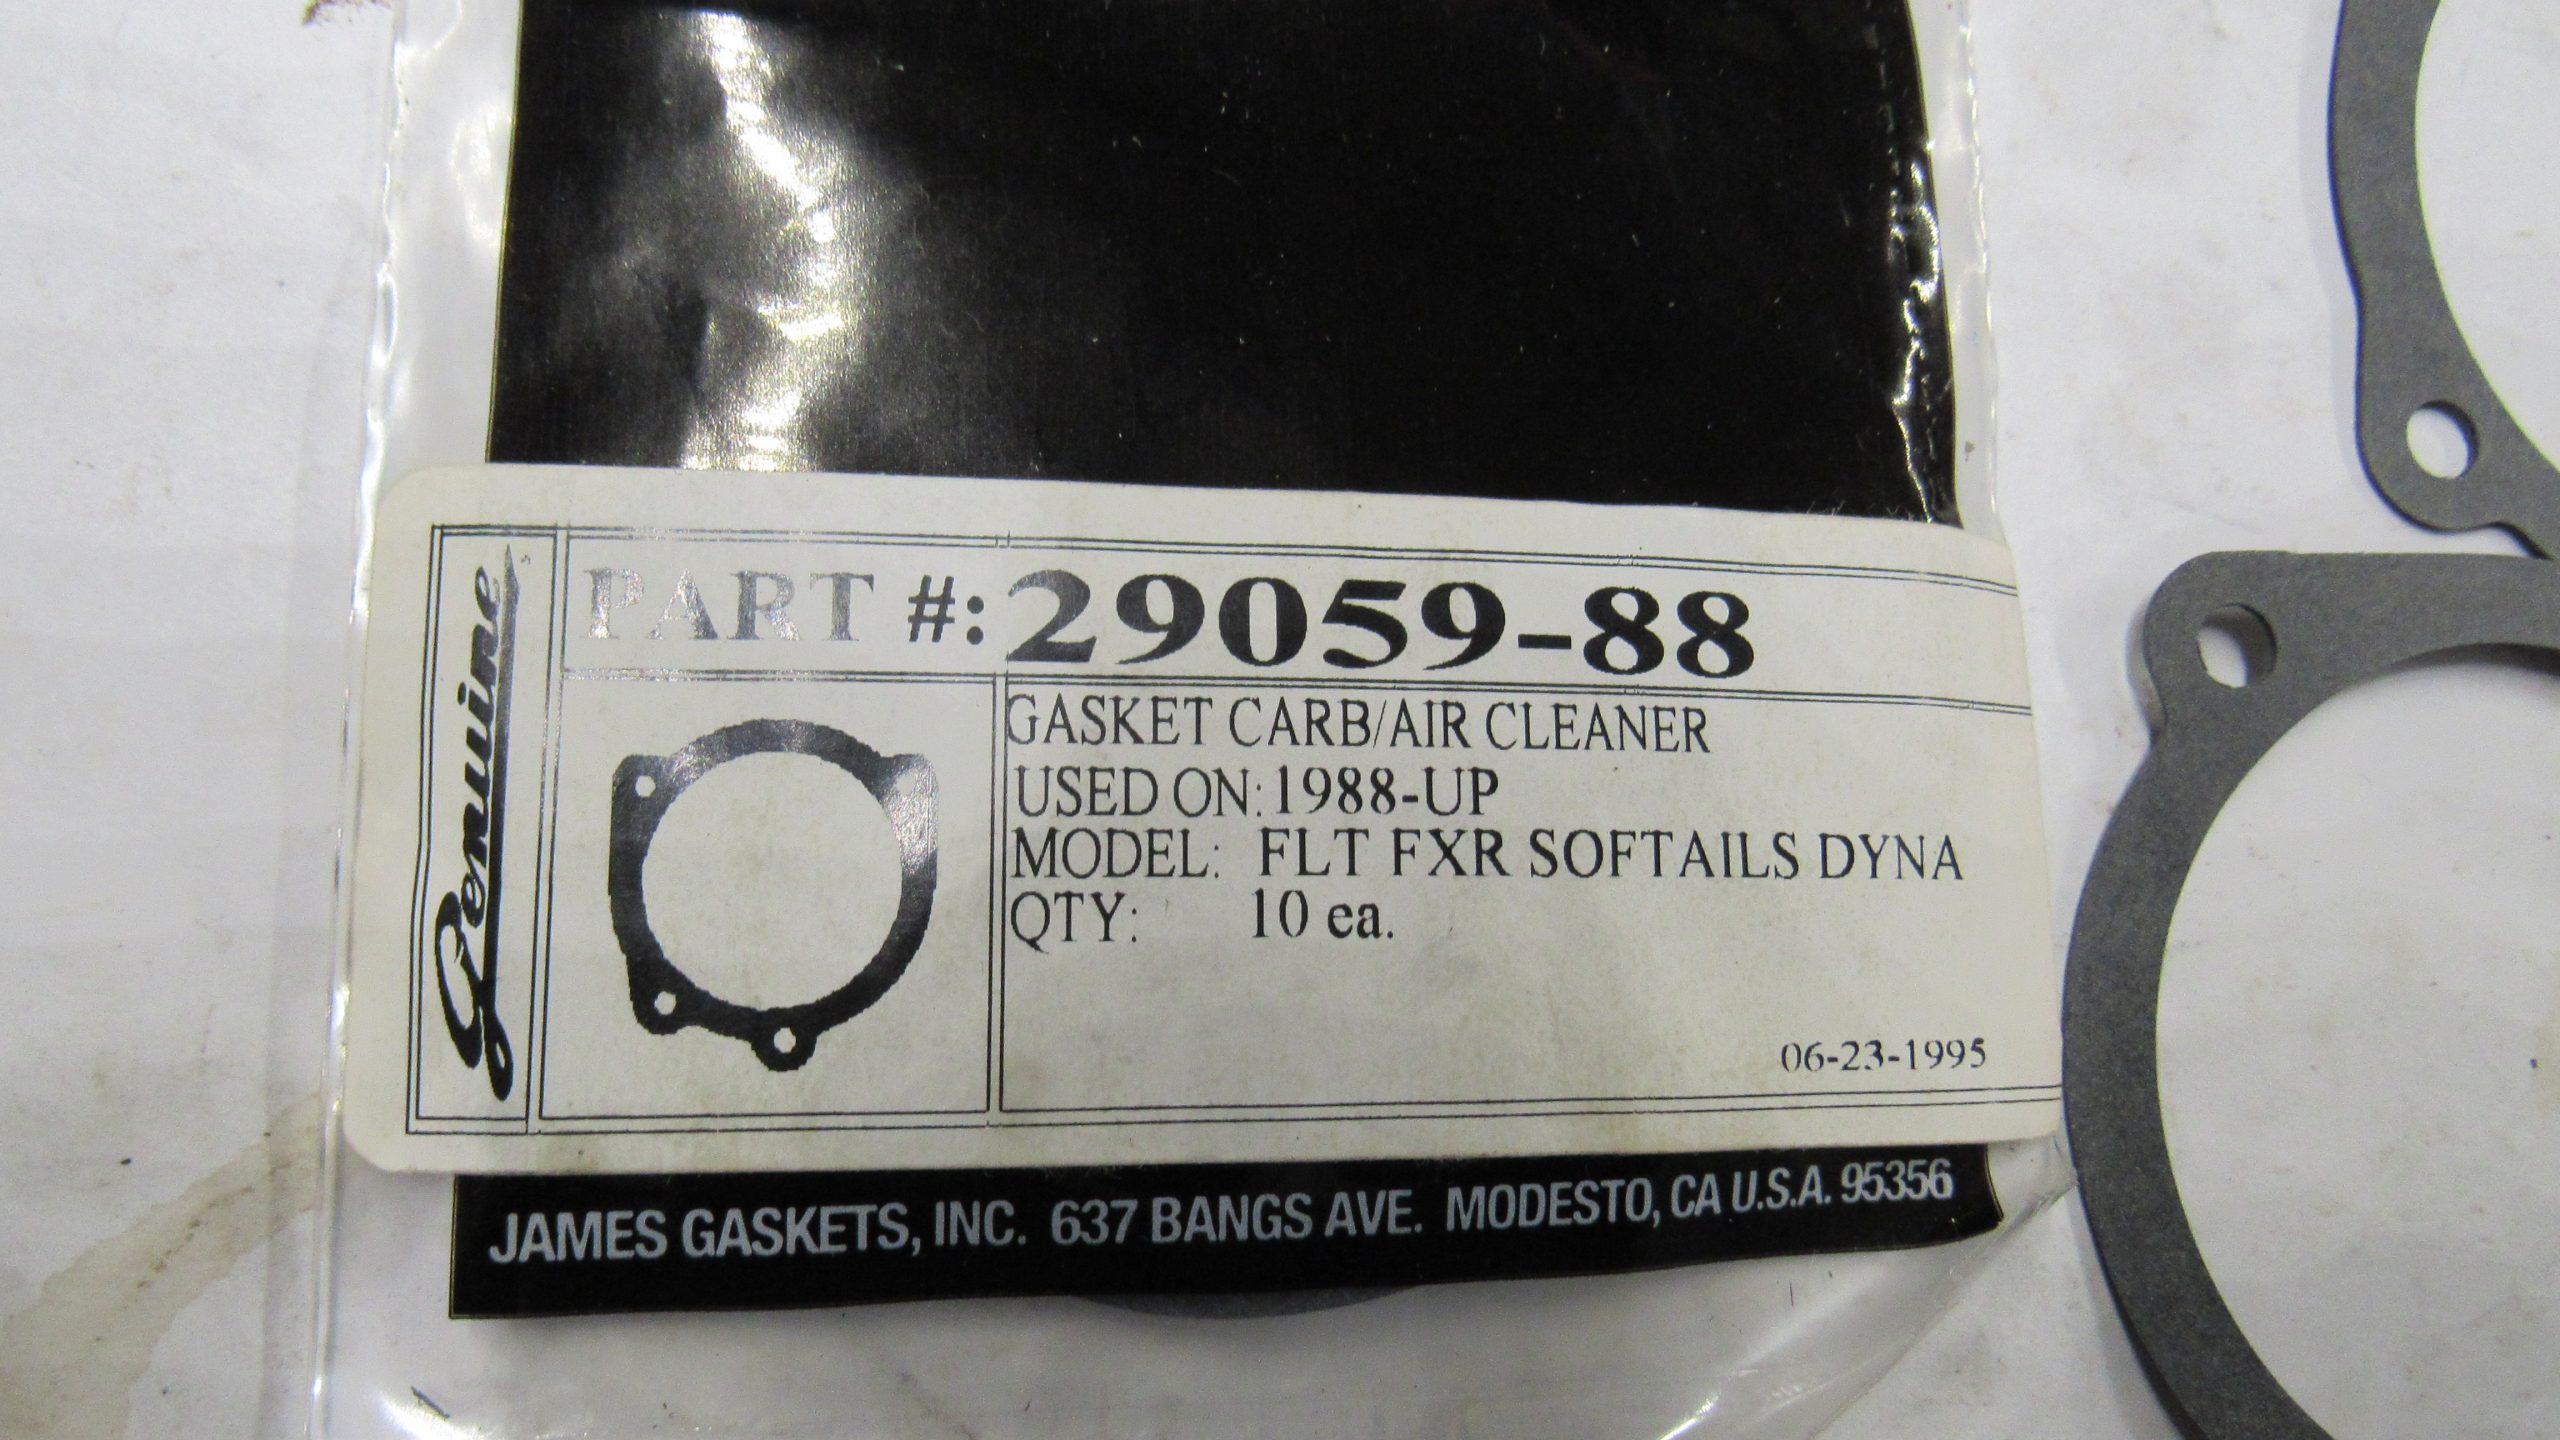 Genuine
PART #: 29059-88
GASKET CARB/AIR CLEANER
USED ON: 1988-UP
MODEL: FLT FXR SOFTAILS DYNA
QTY: 10 ea.
06-23-1995
JAMES GASKETS, INC. 637 BANGS AVE. MODESTO, CA U.S.A. 95356